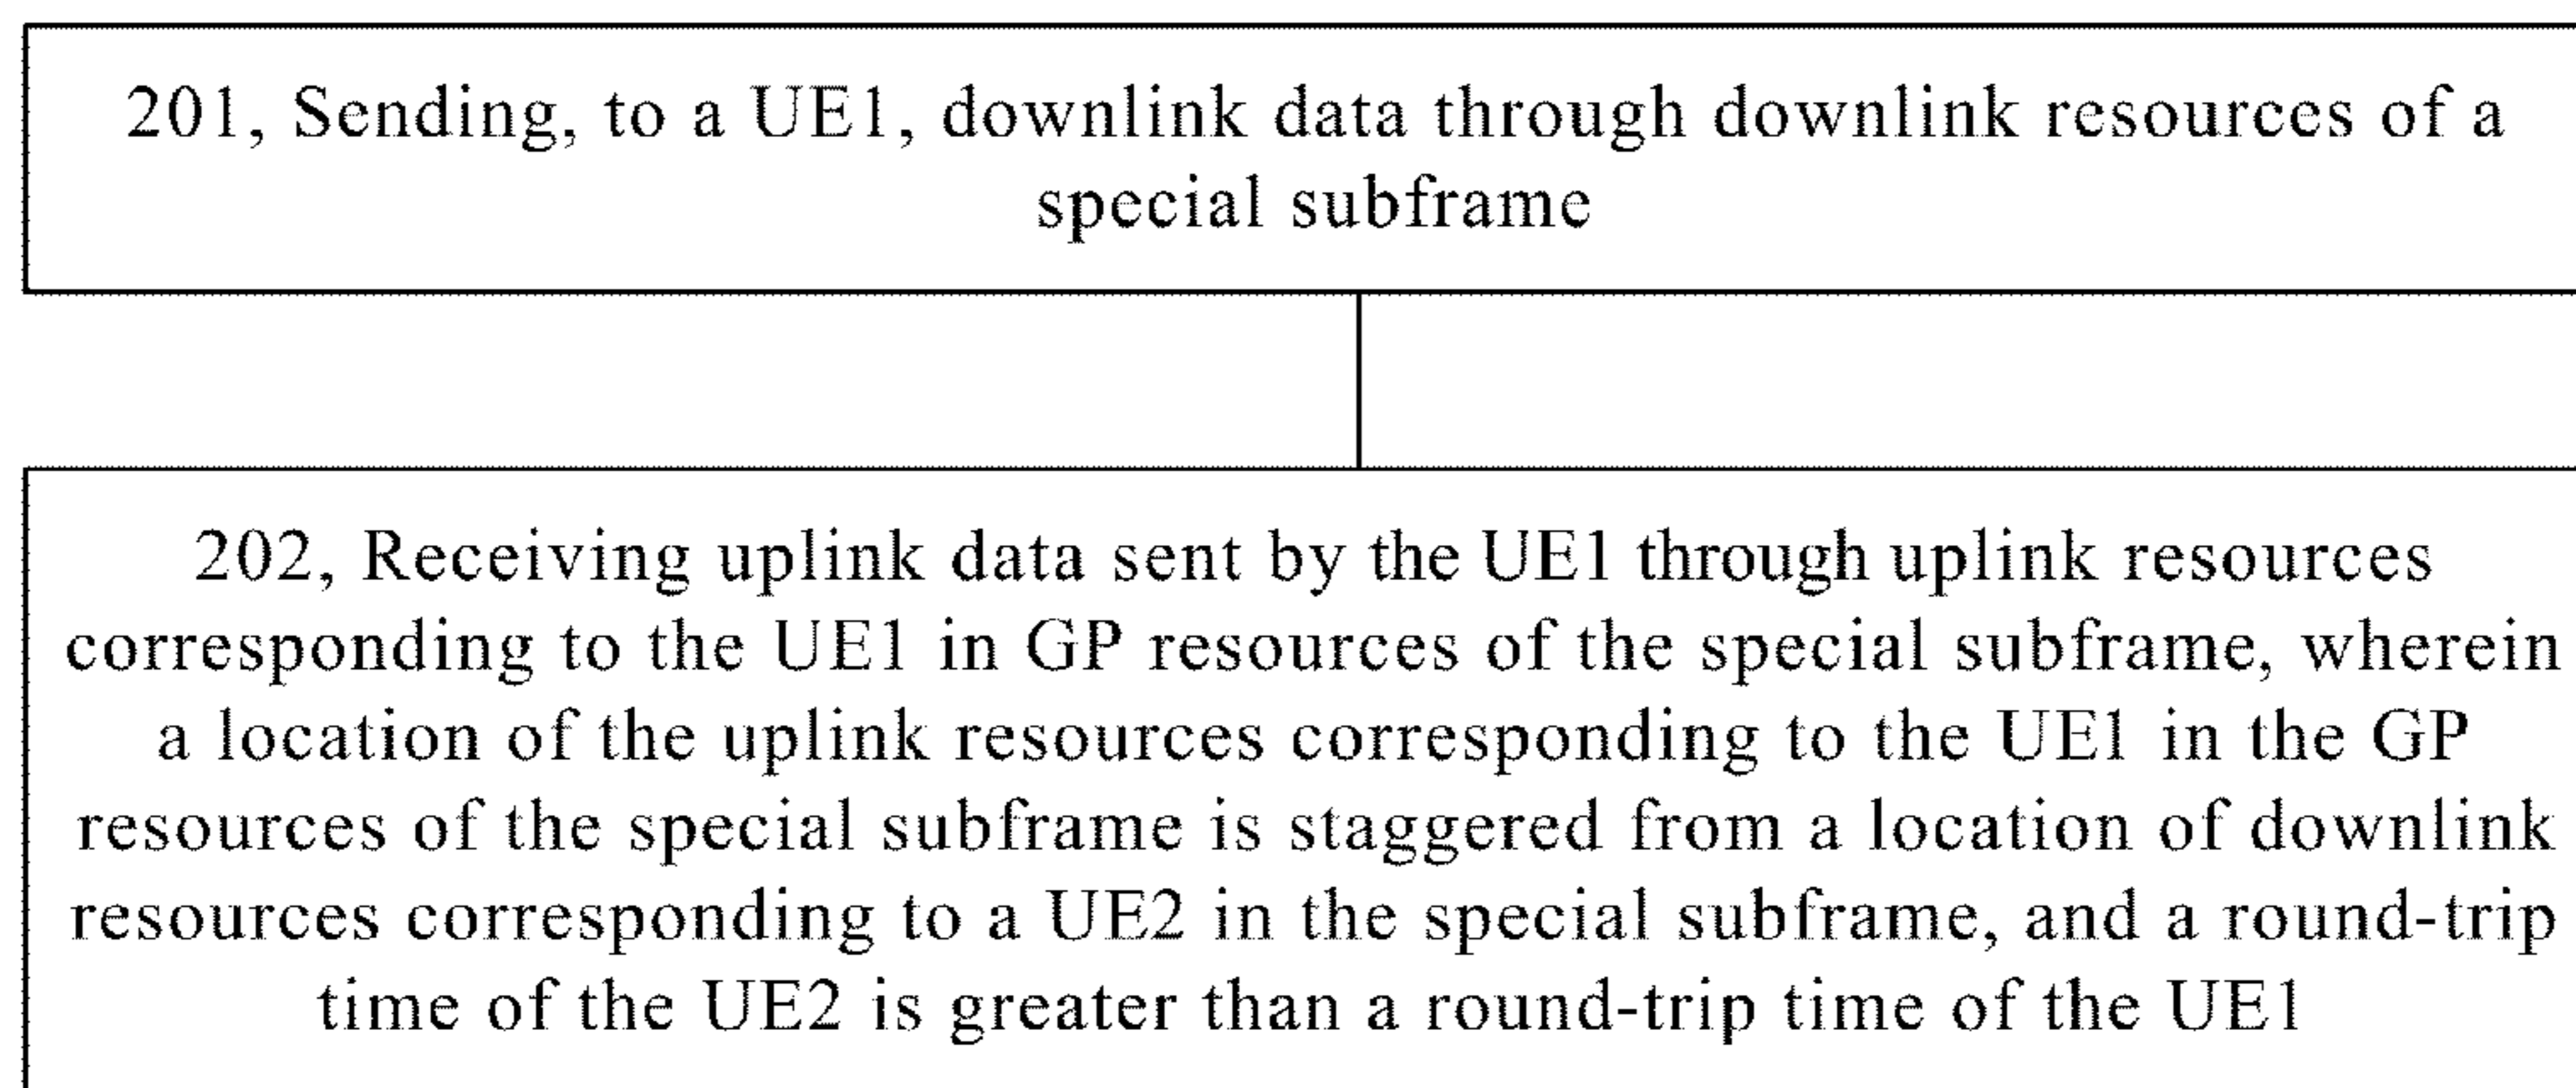 201, Sending, to a UE1, downlink data through downlink resources of a
special subframe
202, Receiving uplink data sent by the UE1 through uplink resources
corresponding to the UE1 in GP resources of the special subframe, wherein
a location of the uplink resources corresponding to the UE1 in the GP
resources of the special subframe is staggered from a location of downlink
resources corresponding to a UE2 in the special subframe, and a round-trip
time of the UE2 is greater than a round-trip time of the UE1